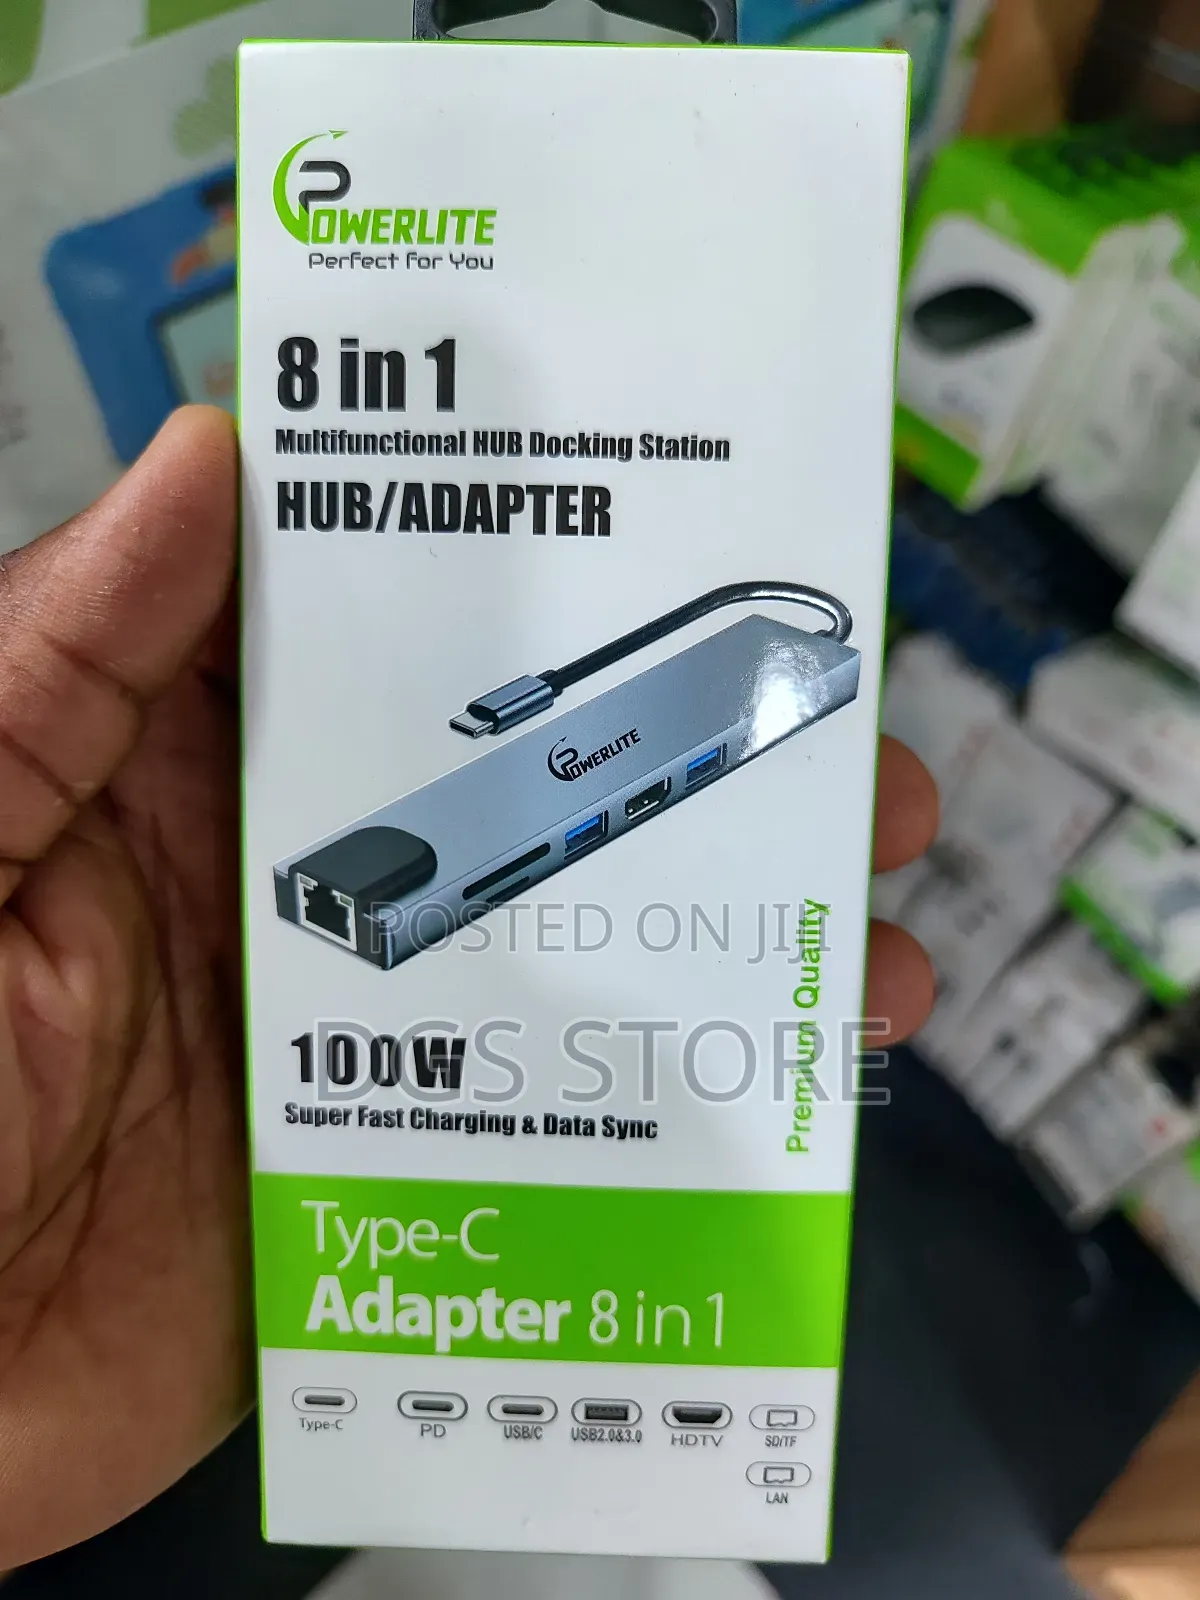 POWERLITE
Perfect For You
8 in 1
Multifunctional HUB Docking Station
HUB/ADAPTER
POWERLITE
POSTED ON JIJI
DGS STORE
Premium Quality
100W
Super Fast Charging & Data Sync
Type-C
Adapter 8 in 1
Type-C
PD
USB/C
USB2.0&3.0
HDTV
SD/TF
LAN